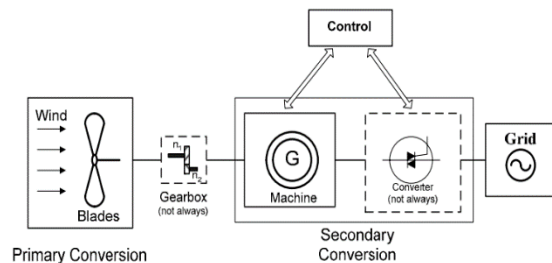 Control
Wind
Blades
n1
n2
Gearbox
(not always)
G
Machine
Converter
(not always)
Grid
Primary Conversion
Secondary
Conversion